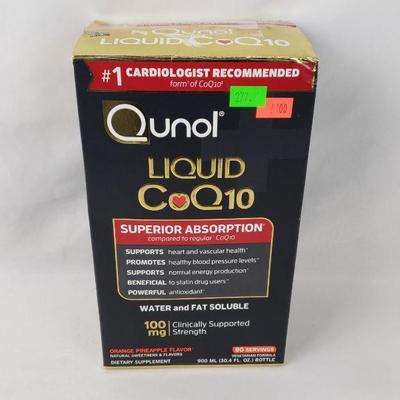 Qunol
LIQUID CoQ10
#1 CARDIOLOGIST RECOMMENDED
form† of CoQ10‡
277.
Qunol®
LIQUID
CoQ10
SUPERIOR ABSORPTION*
compared to regular* CoQ10
SUPPORTS heart and vascular health*
PROMOTES healthy blood pressure levels*
SUPPORTS normal energy production*
BENEFICIAL to statin drug users*
POWERFUL antioxidant*
WATER and FAT SOLUBLE
100 mg Clinically Supported
Strength
ORANGE PINEAPPLE FLAVOR
NATURAL SWEETNERS & FLAVORS
DIETARY SUPPLEMENT
90 SERVINGS
VEGETARIAN FORMULA
900 ML (30.4 FL. OZ.) BOTTLE